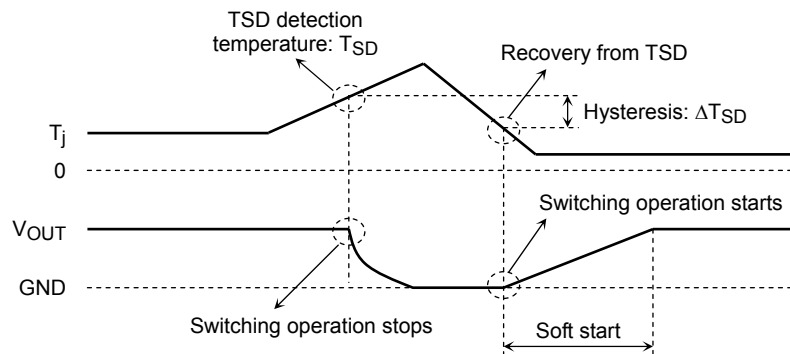 TSD detection
temperature: TSD
Recovery from TSD
Hysteresis: ΔTSD
Tj
0
Switching operation starts
VOUT
GND
Switching operation stops
Soft start